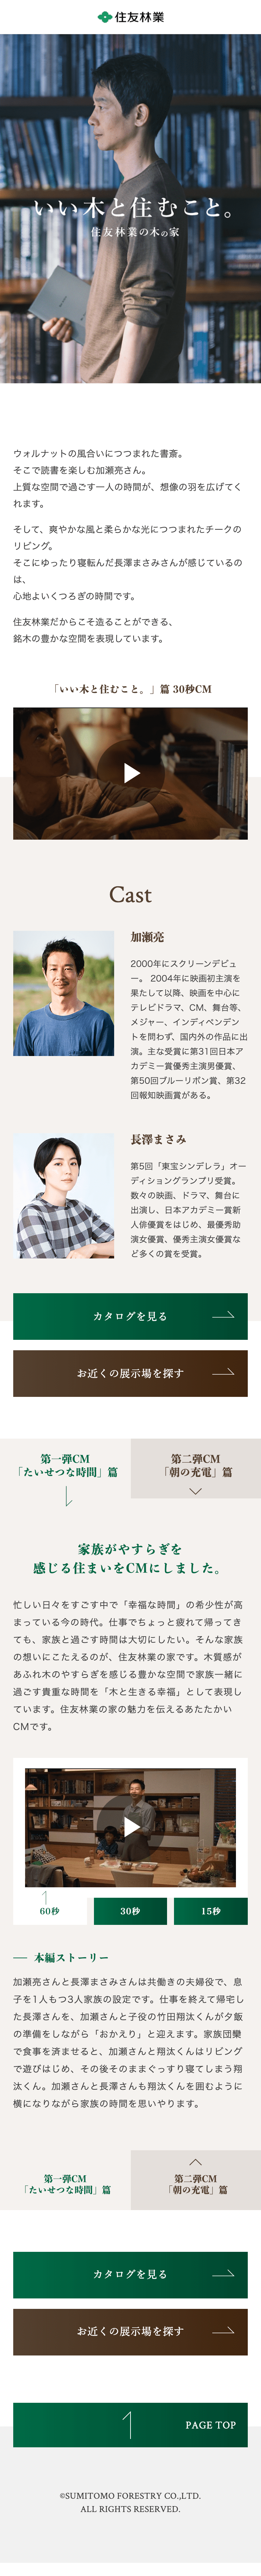 住友林業
いい木と住むこと。
住友林業の木の家
ウォルナットの風合いにつつまれた書斎。
そこで読書を楽しむ加瀬亮さん。
上質な空間で過ごす一人の時間が、想像の羽を広げてく
れます。
そして、爽やかな風と柔らかな光につつまれたチークの
リビング。
そこにゆったり寝転んだ長澤まさみさんが感じているの
は、
心地よいくつろぎの時間です。
住友林業だからこそ造ることができる、
銘木の豊かな空間を表現しています。
「いい木と住むこと。」篇 30秒CM
Cast
加瀬亮
2000年にスクリーンデビュ
ー。 2004年に映画初主演を
果たして以降、映画を中心に
テレビドラマ、CM、舞台等、
メジャー、インディペンデン
トを問わず、国内外の作品に出
演。主な受賞に第31回日本ア
カデミー賞優秀主演男優賞、
第50回ブルーリボン賞、第32
回報知映画賞がある。
長澤まさみ
第5回「東宝シンデレラ」オー
ディショングランプリ受賞。
数々の映画、ドラマ、舞台に
出演し、日本アカデミー賞新
人俳優賞をはじめ、最優秀助
演女優賞、優秀主演女優賞な
ど多くの賞を受賞。
カタログを見る
お近くの展示場を探す
第一弾CM
「たいせつな時間」篇
第二弾CM
「朝の充電」篇
家族がやすらぎを
感じる住まいをCMにしました。
忙しい日々をすごす中で「幸福な時間」の希少性が高
まっている今の時代。仕事でちょっと疲れて帰ってき
ても、家族と過ごす時間は大切にしたい。そんな家族
の想いにこたえるのが、住友林業の家です。木質感が
あふれ木のやすらぎを感じる豊かな空間で家族一緒に
過ごす貴重な時間を「木と生きる幸福」として表現し
ています。住友林業の家の魅力を伝えるあたたかい
CMです。
60秒
30秒
15秒
本編ストーリー
加瀬亮さんと長澤まさみさんは共働きの夫婦役で、息
子を1人もつ3人家族の設定です。仕事を終えて帰宅し
た長澤さんを、加瀬さんと子役の竹田翔汰くんが夕飯
の準備をしながら「おかえり」と迎えます。家族団欒
で食事を済ませると、加瀬さんと翔汰くんはリビング
で遊びはじめ、その後そのままぐっすり寝てしまう翔
汰くん。加瀬さんと長澤さんも翔汰くんを囲むように
横になりながら家族の時間を思いやります。
第一弾CM
「たいせつな時間」篇
第二弾CM
「朝の充電」篇
カタログを見る
お近くの展示場を探す
PAGE TOP
©SUMITOMO FORESTRY CO.,LTD.
ALL RIGHTS RESERVED.